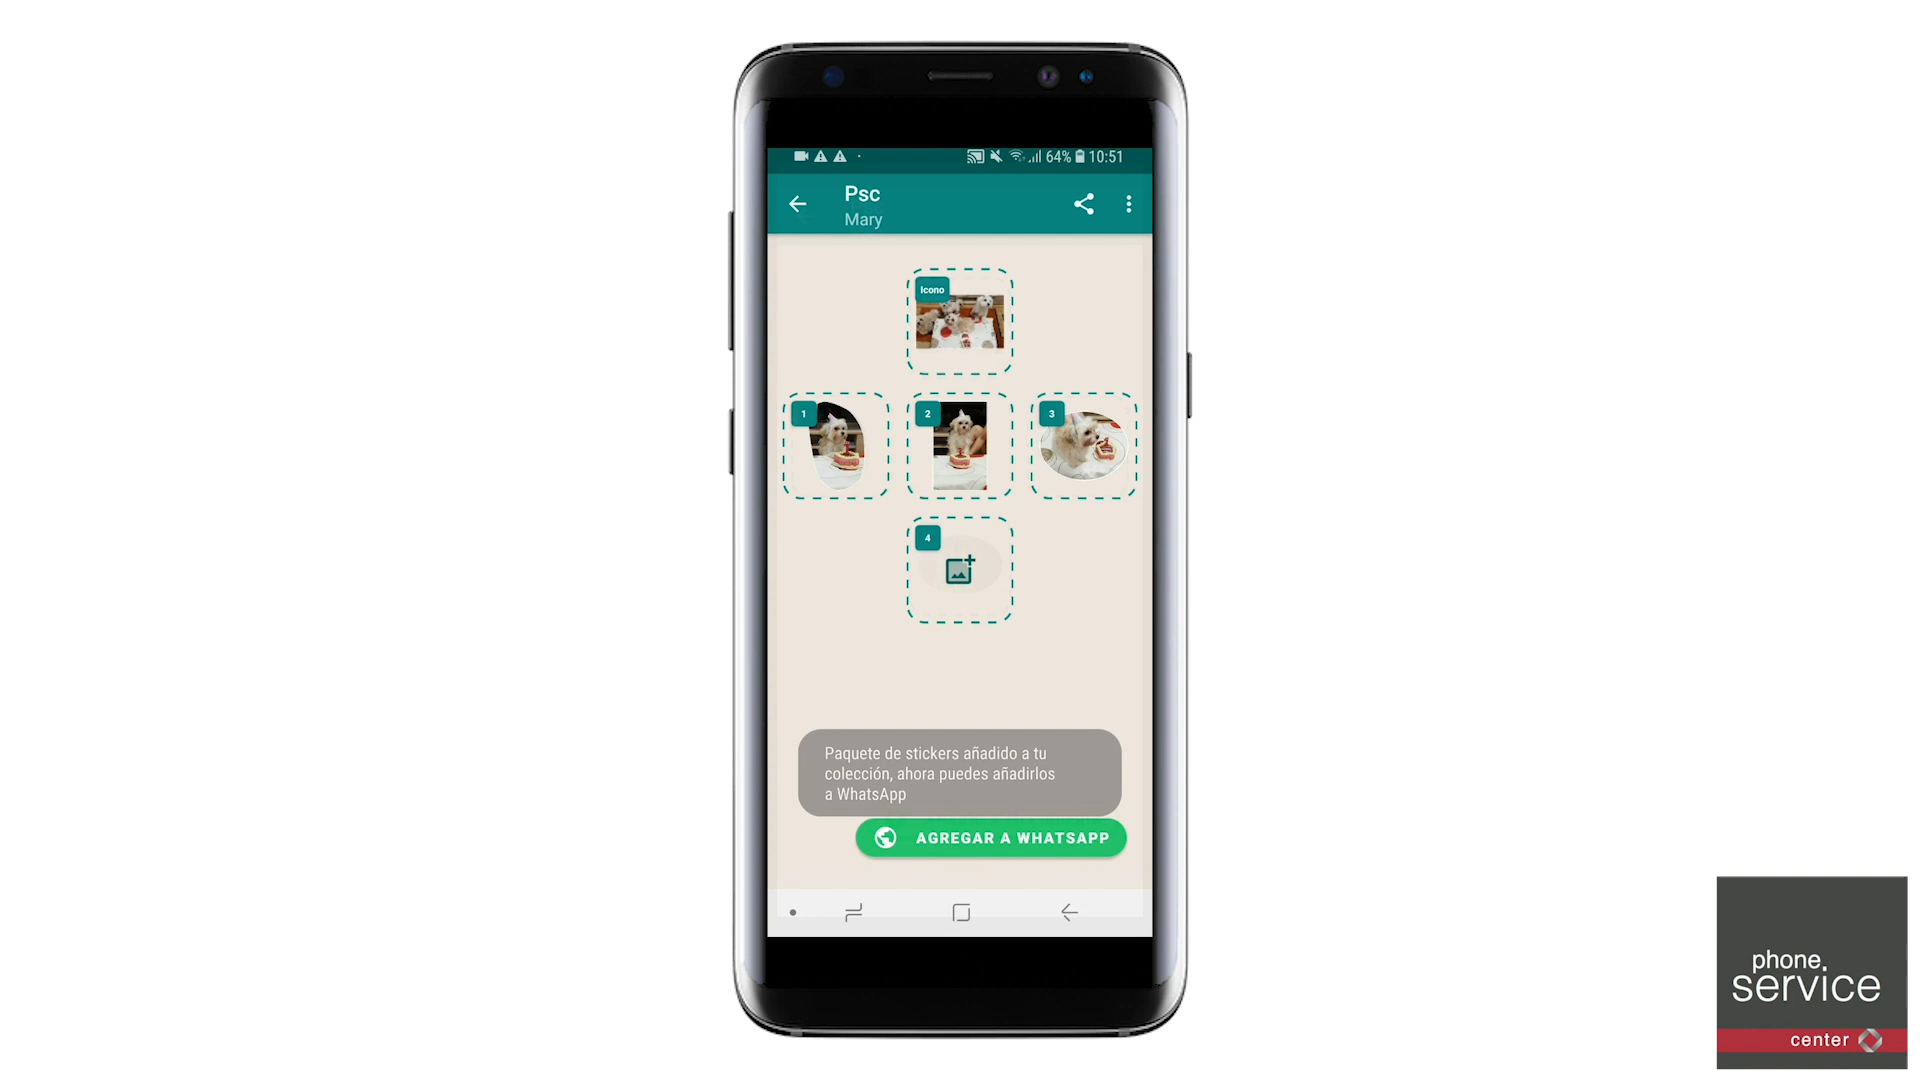 64% 10:51
Psc
Mary
Icono
1
2
3
4
Paquete de stickers añadido a tu
colección, ahora puedes añadirlos
a WhatsApp
AGREGAR A WHATSAPP
phone
service
center